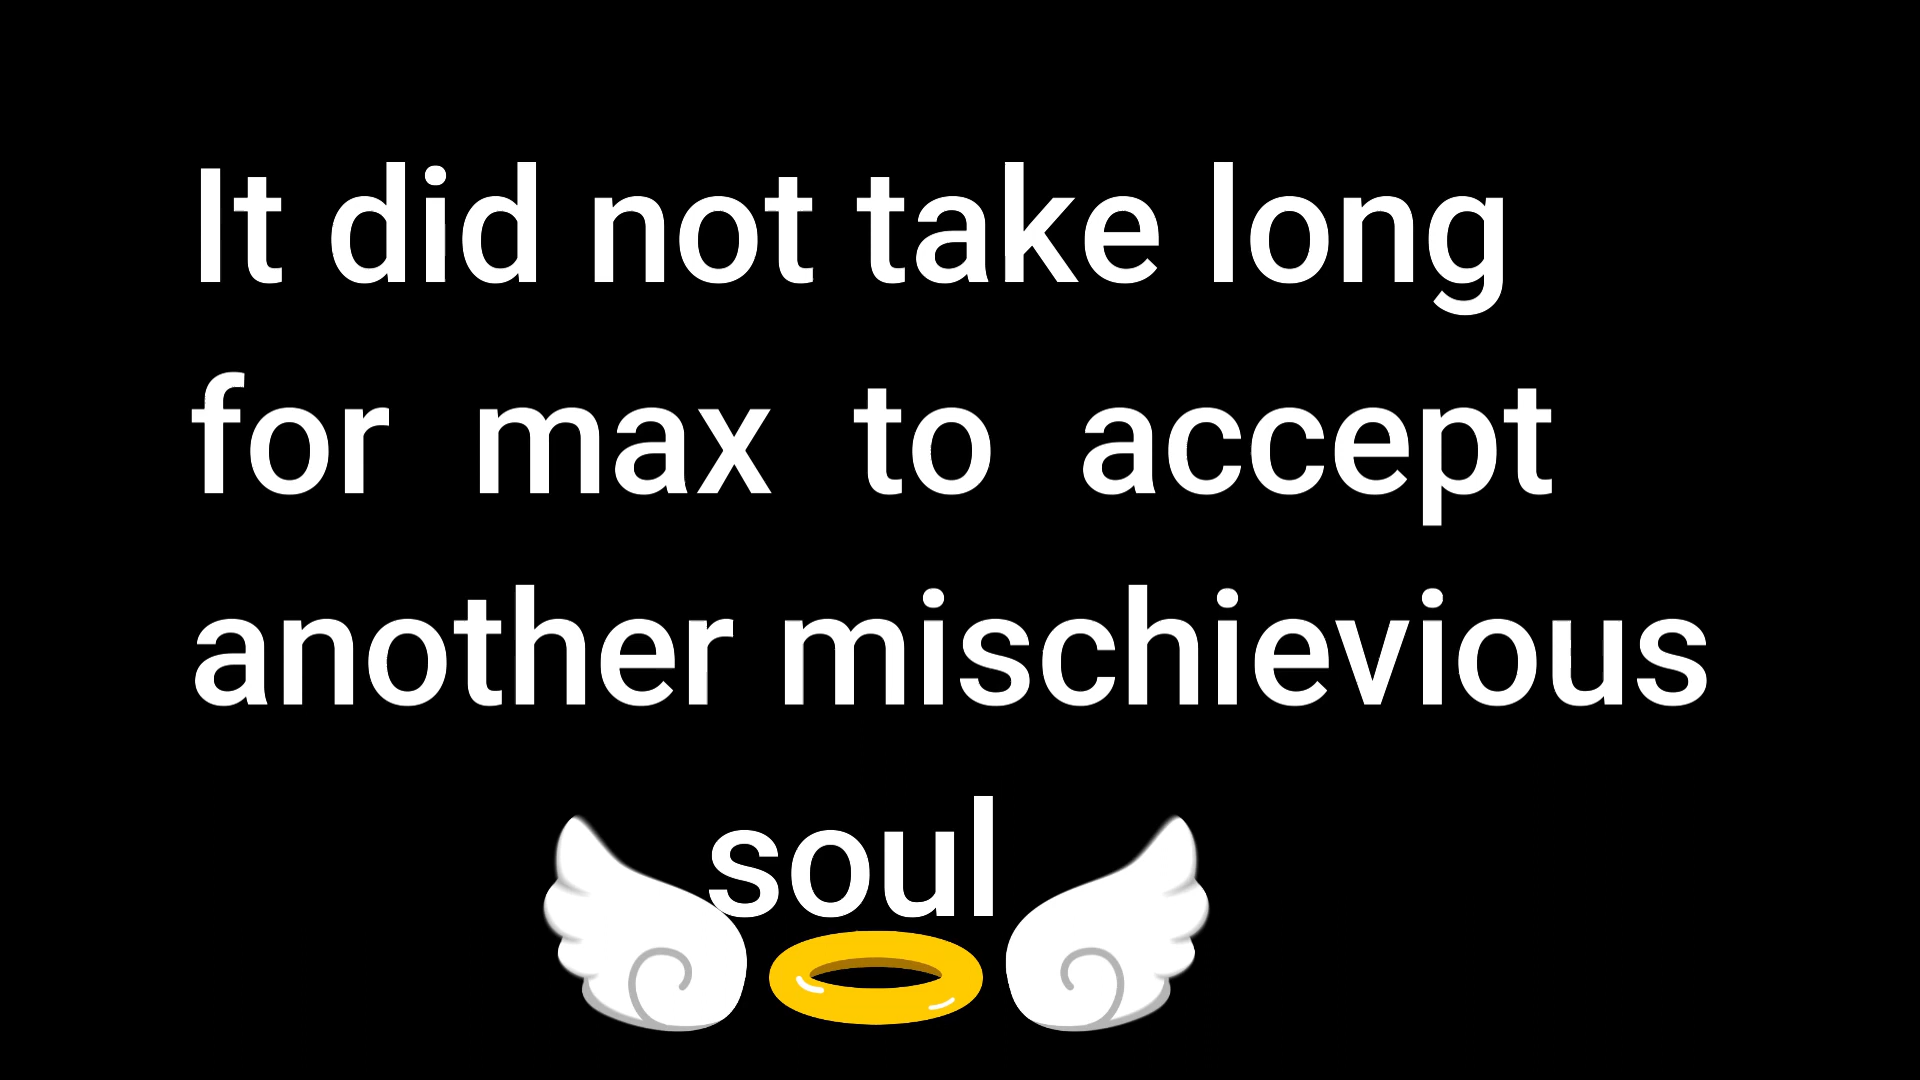 It did not take long
for max to accept
another mischievious
soul